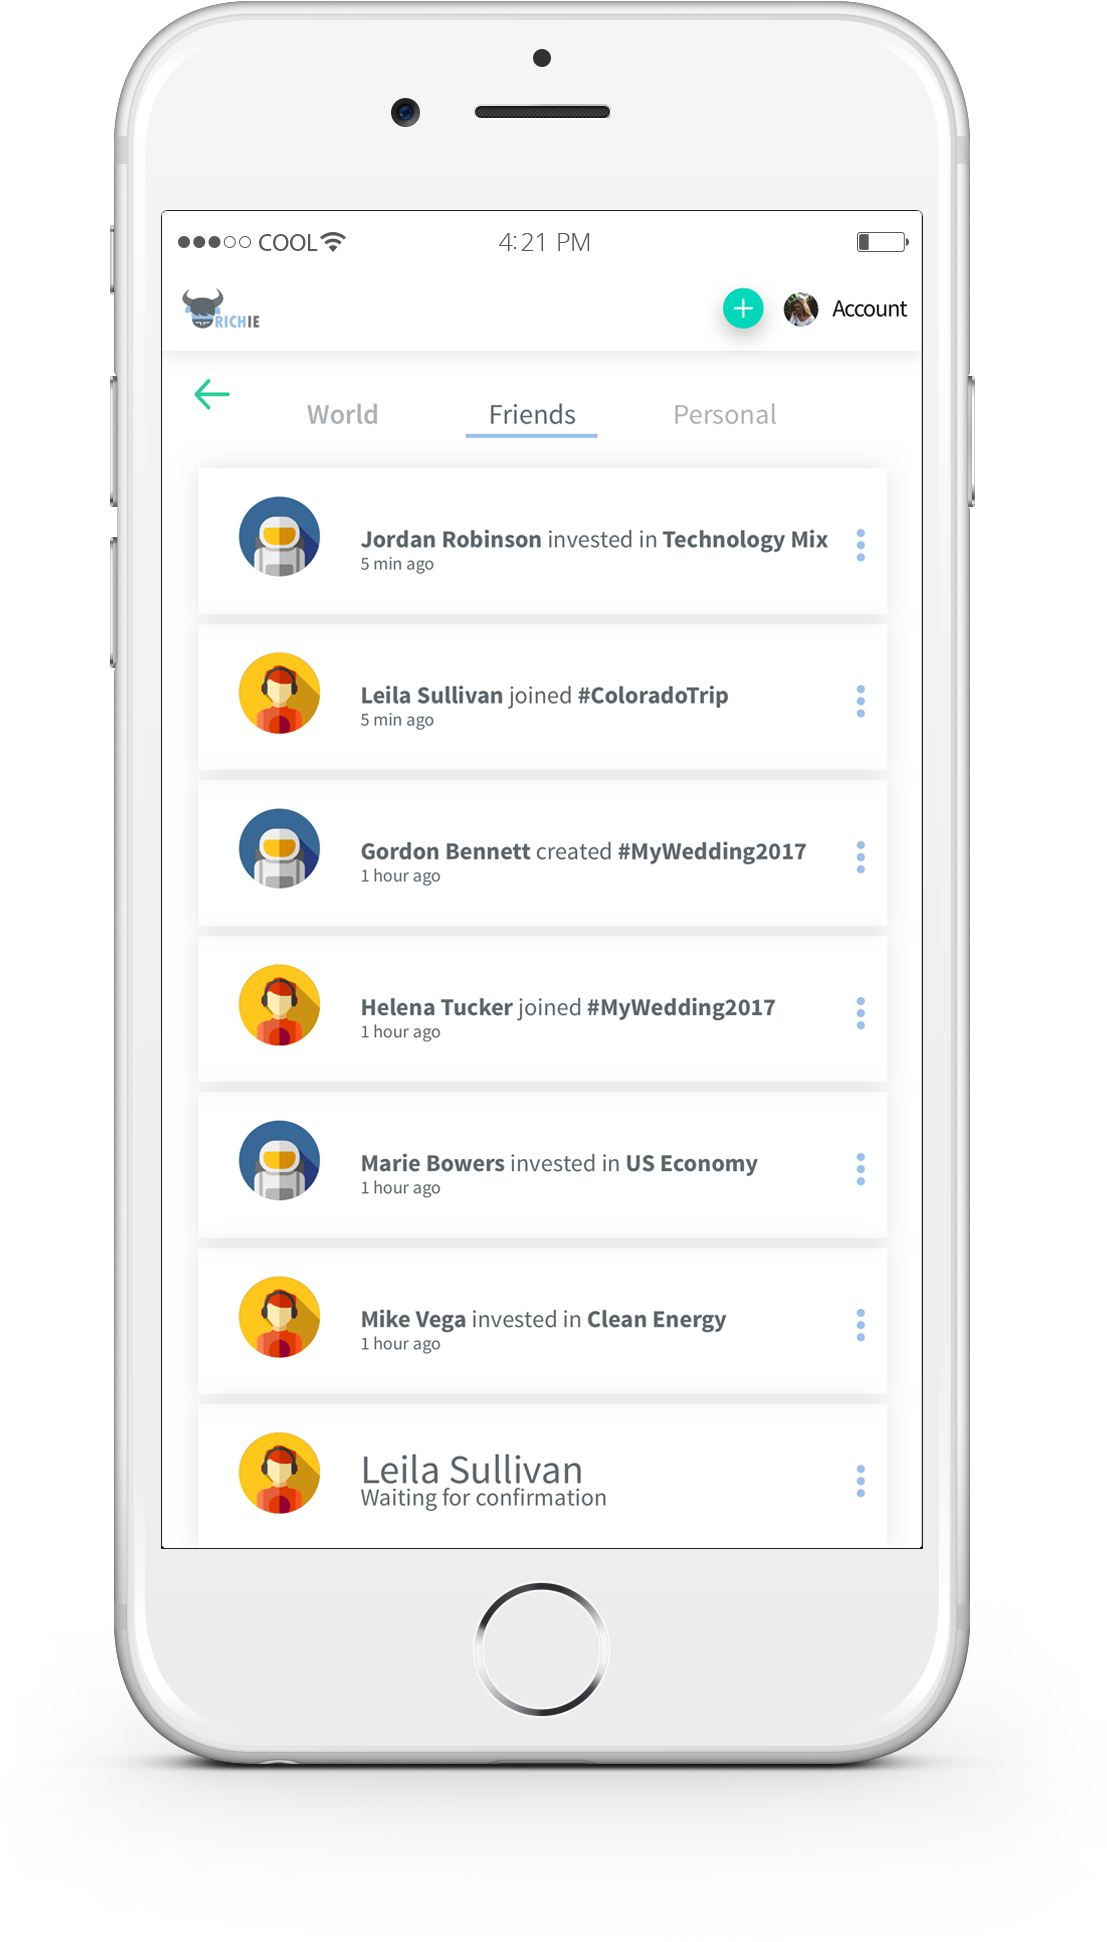 COOL 4:21 PM
RICHIE Account
World Friends Personal
Jordan Robinson invested in Technology Mix
5 min ago
Leila Sullivan joined #ColoradoTrip
5 min ago
Gordon Bennett created #MyWedding2017
1 hour ago
Helena Tucker joined #MyWedding2017
1 hour ago
Marie Bowers invested in US Economy
1 hour ago
Mike Vega invested in Clean Energy
1 hour ago
Leila Sullivan
Waiting for confirmation